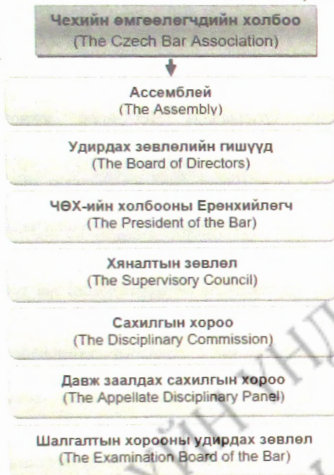 Чехийн өмгөөлөгчдийн холбоо
(The Czech Bar Association)
Ассемблей
(The Assembly)
Удирдах зөвлөлийн гишүүд
(The Board of Directors)
ЧӨХ-ийн холбооны Ерөнхийлөгч
(The President of the Bar)
Хяналтын зөвлөл
(The Supervisory Council)
Сахилгын хороо
(The Disciplinary Commission)
Давж заалдах сахилгын хороо
(The Appellate Disciplinary Panel)
Шалгалтын хорооны удирдах зөвлөл
(The Examination Board of the Bar)